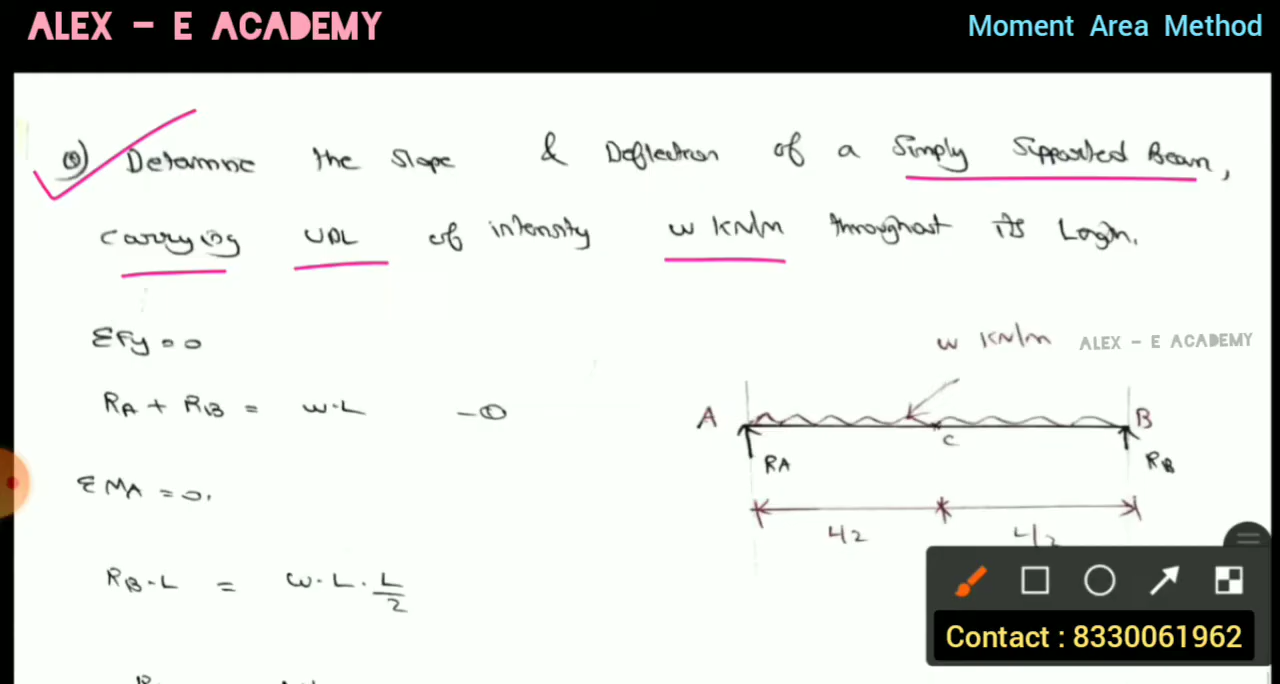 ALEX - E ACADEMY
Moment Area Method
Determine the Slope & Deflection of a Simply Supported Beam,
carrying UDL of intensity w KN/m throughout its Length.
ΣFy = 0
RA + RB = w·L -①
w KN/m
ALEX - E ACADEMY
A B
C
RA RB
ΣMA = 0.
L/2 L/2
RB·L = w·L·L/2
Contact : 8330061962